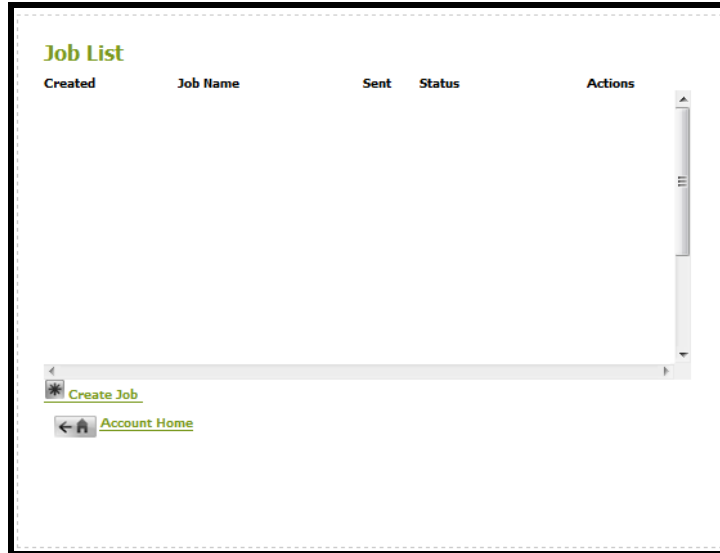 Job List
Created Job Name Sent Status Actions
Create Job
Account Home